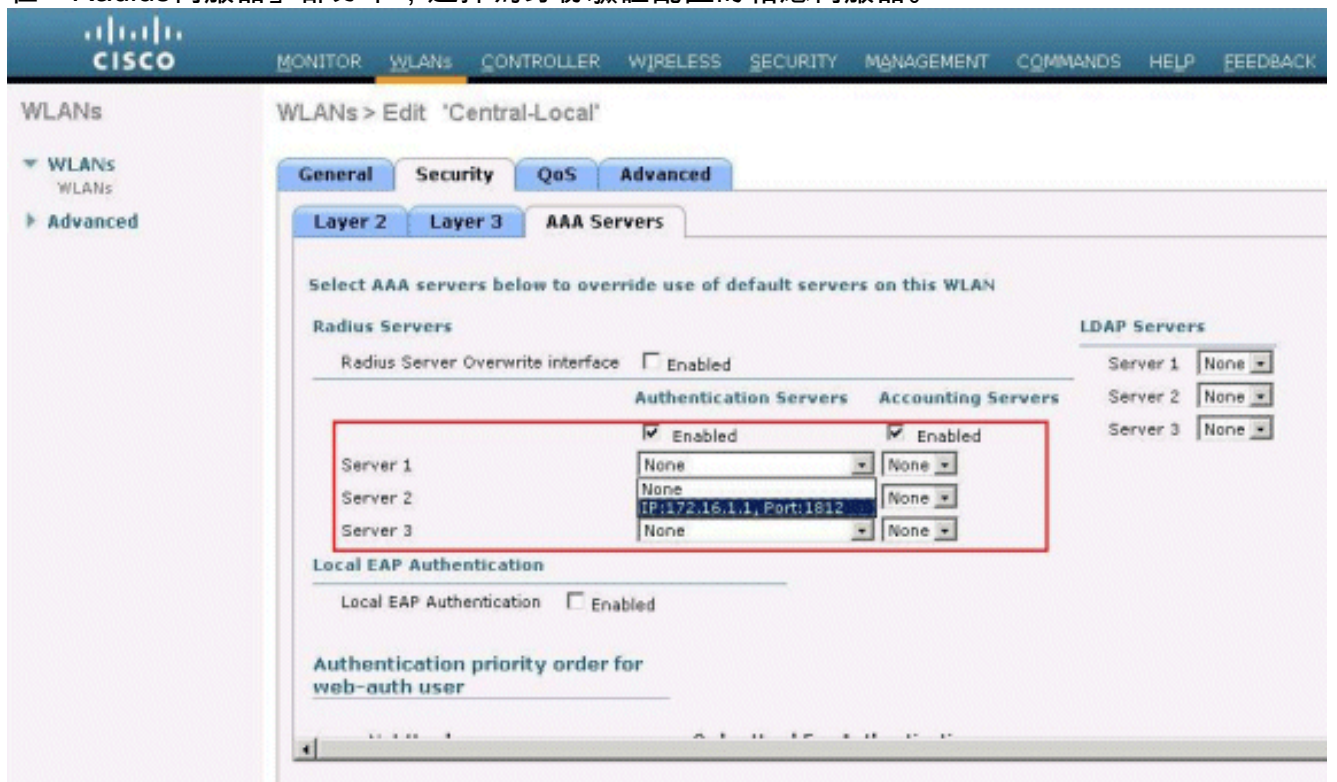 CISCO
MONITOR WLANs CONTROLLER WIRELESS SECURITY MANAGEMENT COMMANDS HELP FEEDBACK
WLANs
WLANs > Edit 'Central-Local'
WLANs
WLANs
Advanced
General Security QoS Advanced
Layer 2 Layer 3 AAA Servers
Select AAA servers below to override use of default servers on this WLAN
Radius Servers
LDAP Servers
Radius Server Overwrite interface Enabled
Server 1 None
Authentication Servers Accounting Servers
Server 2 None
Enabled Enabled
Server 3 None
Server 1 None None
None
Server 2 IP:172.16.1.1, Port:1812 None
Server 3 None None
Local EAP Authentication
Local EAP Authentication Enabled
Authentication priority order for
web-auth user